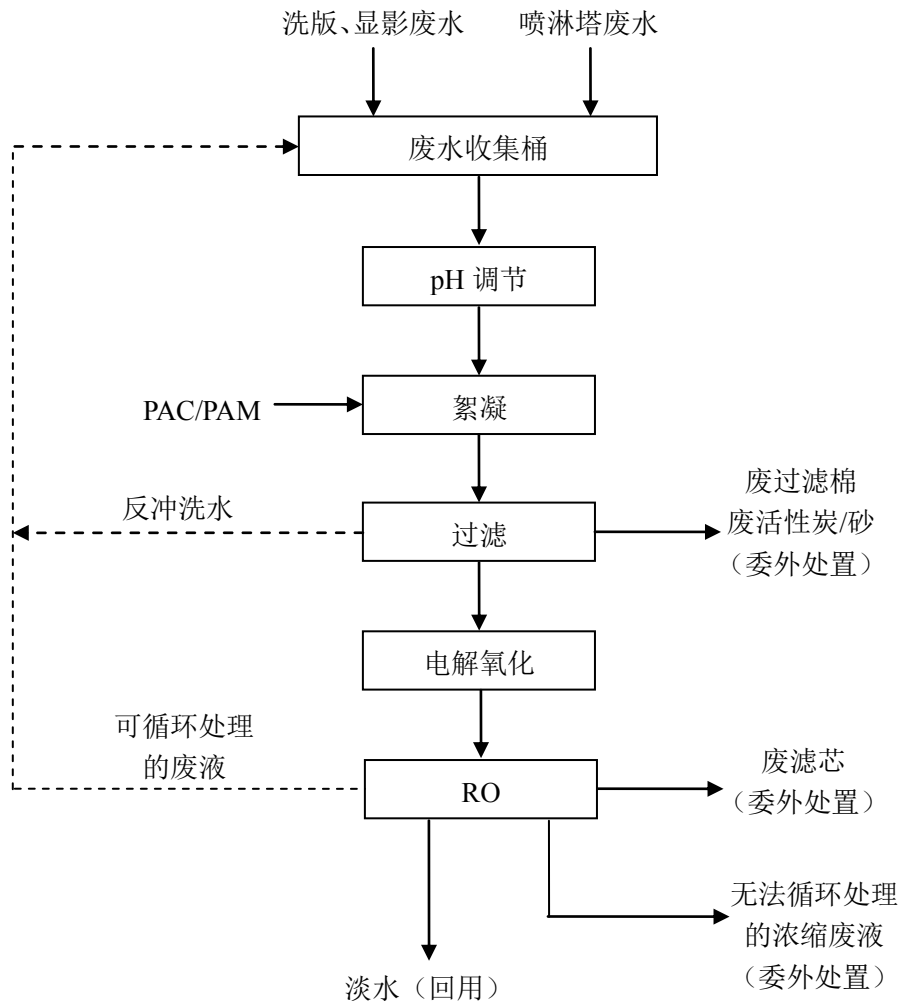 洗版、显影废水
喷淋塔废水
废水收集桶
pH 调节
PAC/PAM
絮凝
反冲洗水
过滤
废过滤棉
废活性炭/砂
（委外处置）
电解氧化
可循环处理
的废液
RO
废滤芯
（委外处置）
无法循环处理
的浓缩废液
（委外处置）
淡水（回用）